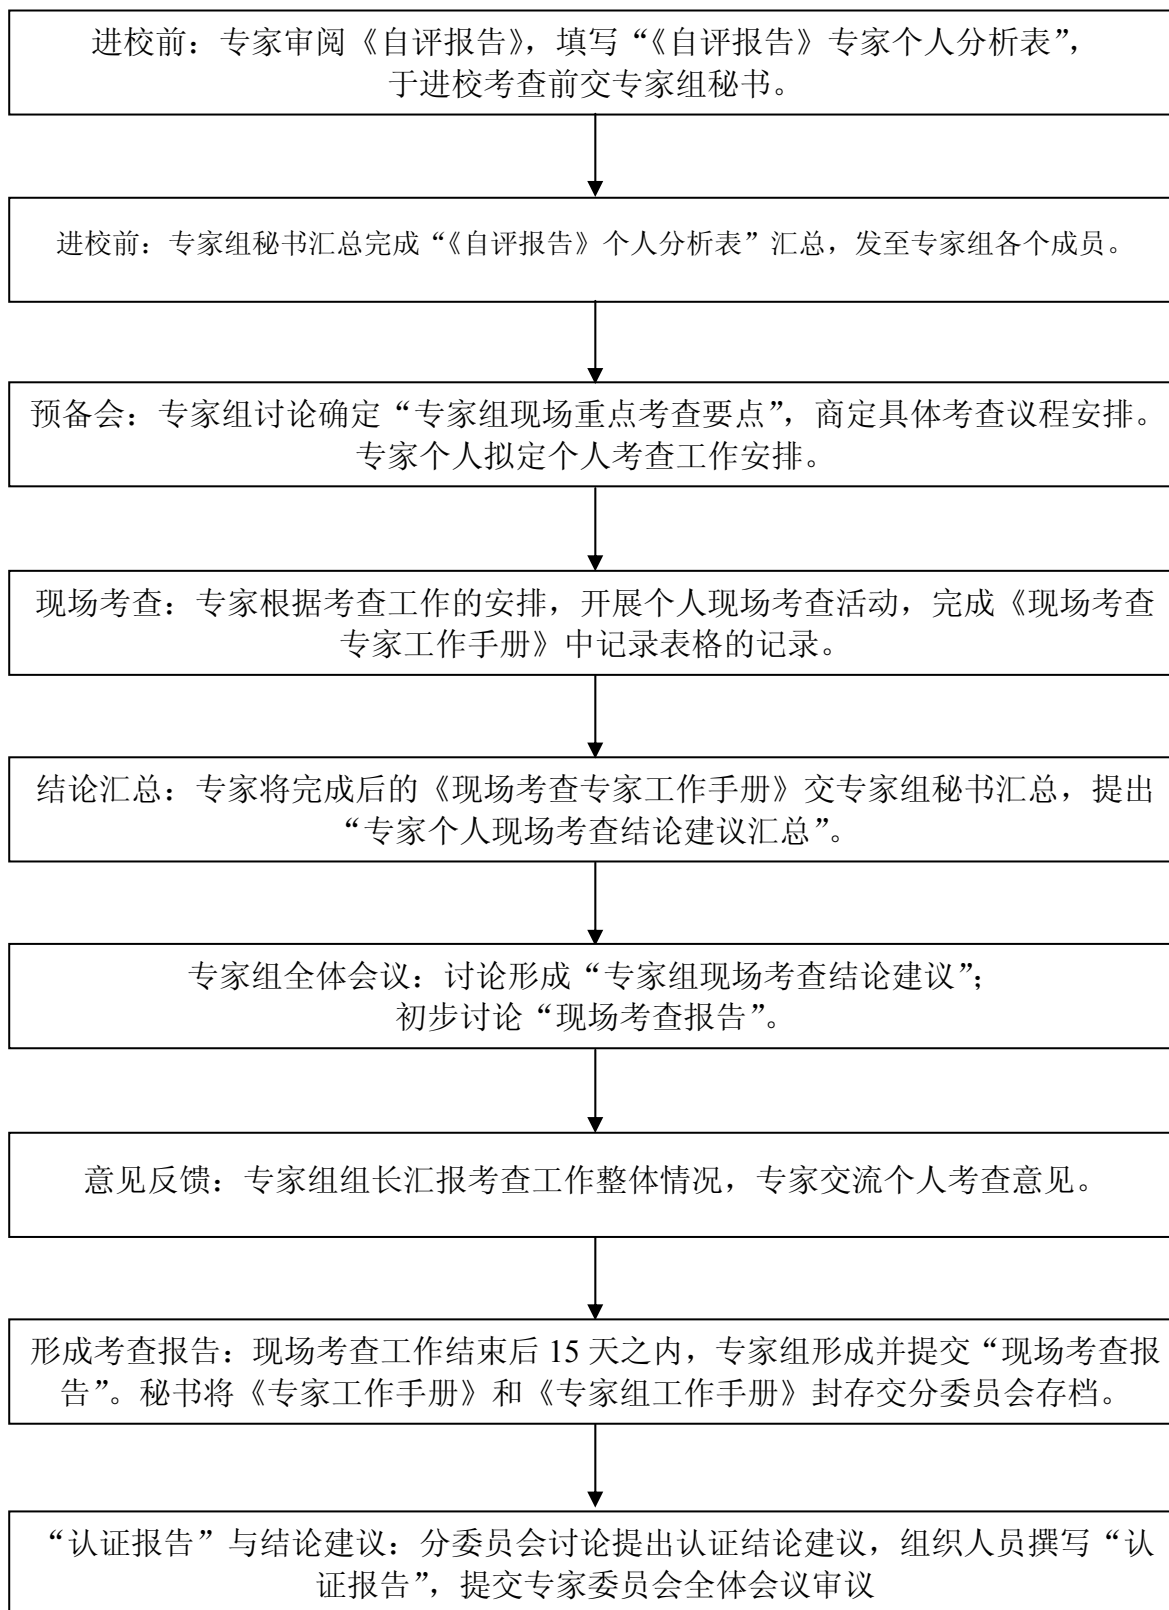 进校前：专家审阅《自评报告》，填写“《自评报告》专家个人分析表”，
于进校考查前交专家组秘书。
进校前：专家组秘书汇总完成“《自评报告》个人分析表”汇总，发至专家组各个成员。
预备会：专家组讨论确定“专家组现场重点考查要点”，商定具体考查议程安排。
专家个人拟定个人考查工作安排。
现场考查：专家根据考查工作的安排，开展个人现场考查活动，完成《现场考查
专家工作手册》中记录表格的记录。
结论汇总：专家将完成后的《现场考查专家工作手册》交专家组秘书汇总，提出
“专家个人现场考查结论建议汇总”。
专家组全体会议：讨论形成“专家组现场考查结论建议”；
初步讨论“现场考查报告”。
意见反馈：专家组组长汇报考查工作整体情况，专家交流个人考查意见。
形成考查报告：现场考查工作结束后 15 天之内，专家组形成并提交“现场考查报
告”。秘书将《专家工作手册》和《专家组工作手册》封存交分委员会存档。
“认证报告”与结论建议：分委员会讨论提出认证结论建议，组织人员撰写“认
证报告”，提交专家委员会全体会议审议